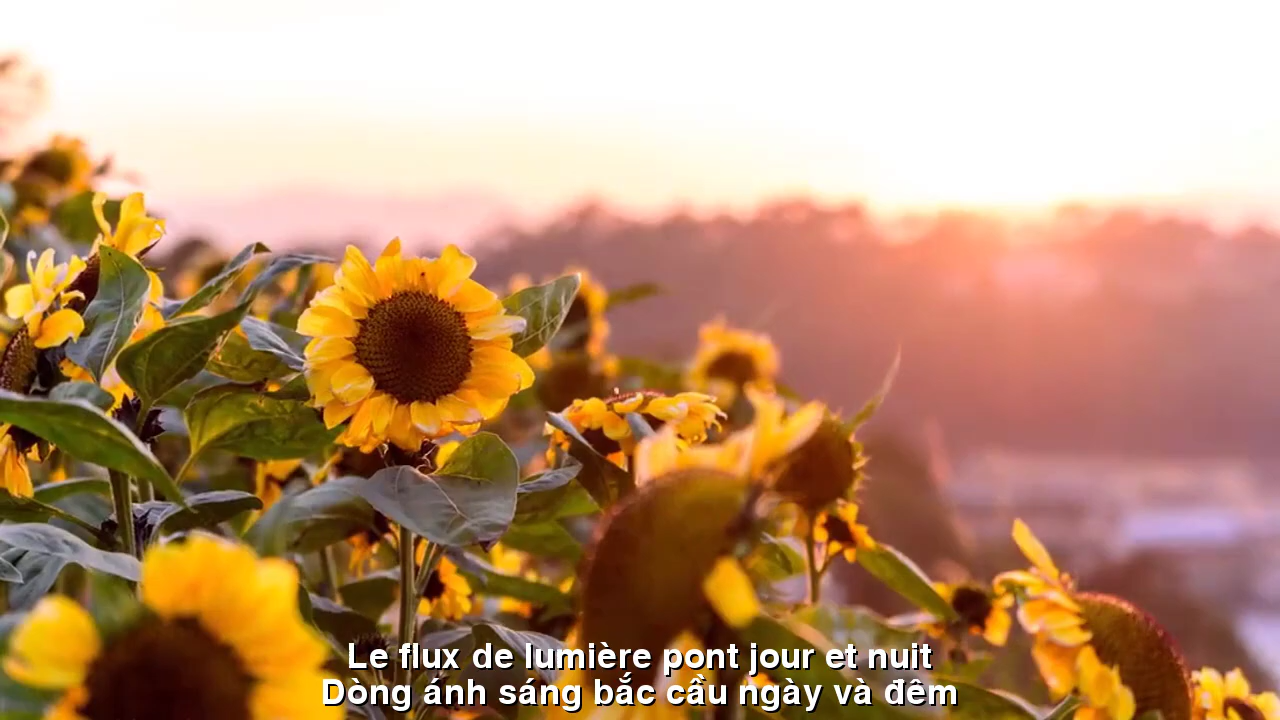 Le flux de lumière pont jour et nuit
Dòng ánh sáng bắc cầu ngày và đêm